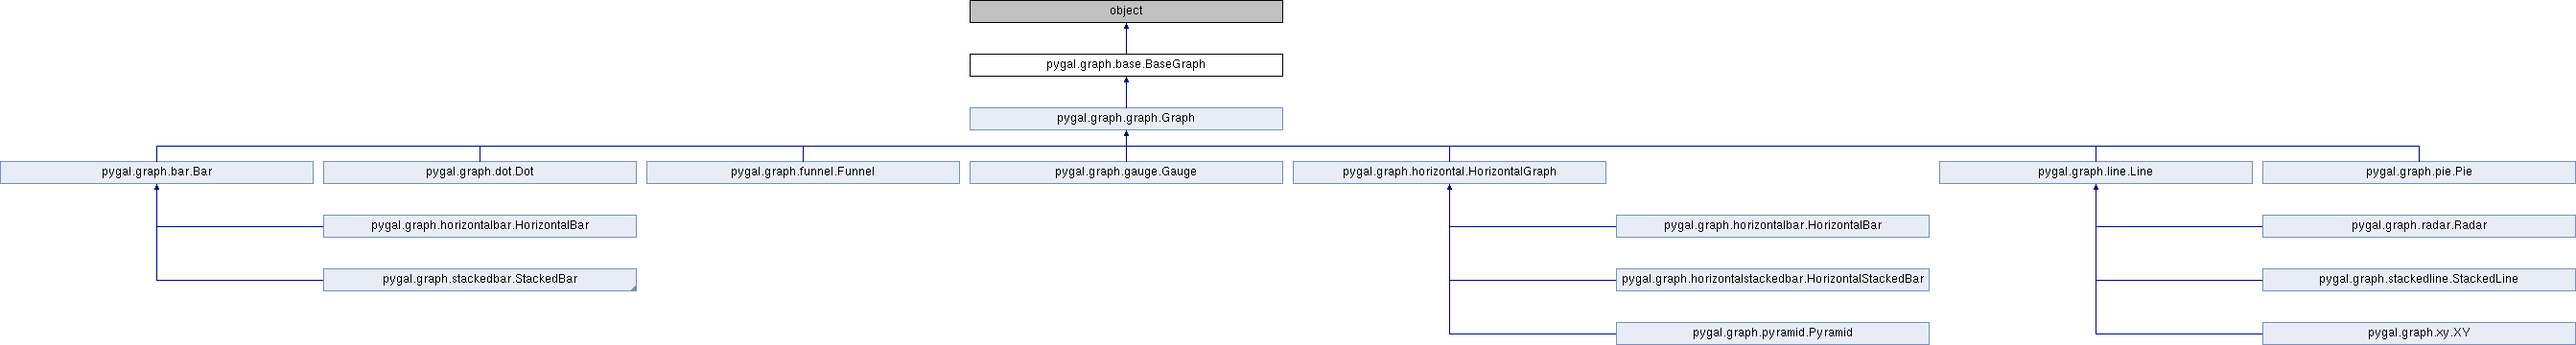 object
pygal.graph.base.BaseGraph
pygal.graph.graph.Graph
pygal.graph.bar.Bar
pygal.graph.dot.Dot
pygal.graph.funnel.Funnel
pygal.graph.gauge.Gauge
pygal.graph.horizontal.HorizontalGraph
pygal.graph.line.Line
pygal.graph.pie.Pie
pygal.graph.horizontalbar.HorizontalBar
pygal.graph.horizontalbar.HorizontalBar
pygal.graph.radar.Radar
pygal.graph.stackedbar.StackedBar
pygal.graph.horizontalstackedbar.HorizontalStackedBar
pygal.graph.stackedline.StackedLine
pygal.graph.pyramid.Pyramid
pygal.graph.xy.XY